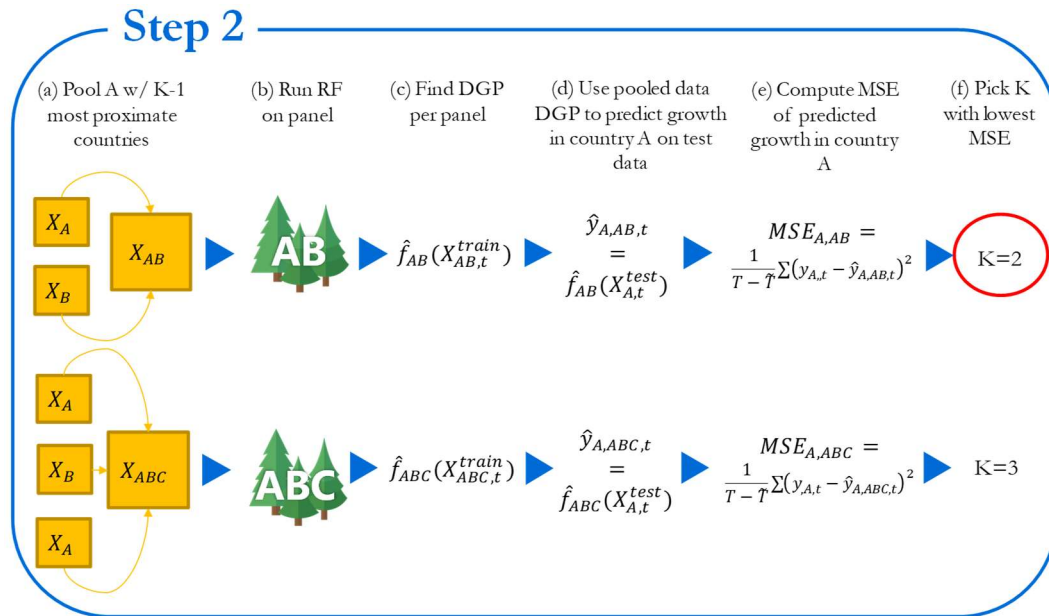 Step 2
(a) Pool A w/ K-1
most proximate
countries
(b) Run RF
on panel
(c) Find DGP
per panel
(d) Use pooled data
DGP to predict growth
in country A on test
data
(e) Compute MSE
of predicted
growth in country
A
(f) Pick K
with lowest
MSE
X_A
X_B
X_AB
AB
f̂_AB(X_AB,t^train)
ŷ_A,AB,t
=
f̂_AB(X_A,t^test)
MSE_A,AB =
1/(T − T̃) ∑(y_A,,t − ŷ_A,AB,t)²
K=2
X_A
X_B
X_A
X_ABC
ABC
f̂_ABC(X_ABC,t^train)
ŷ_A,ABC,t
=
f̂_ABC(X_A,t^test)
MSE_A,ABC =
1/(T − T̃) ∑(y_,A,t − ŷ_A,ABC,t)²
K=3